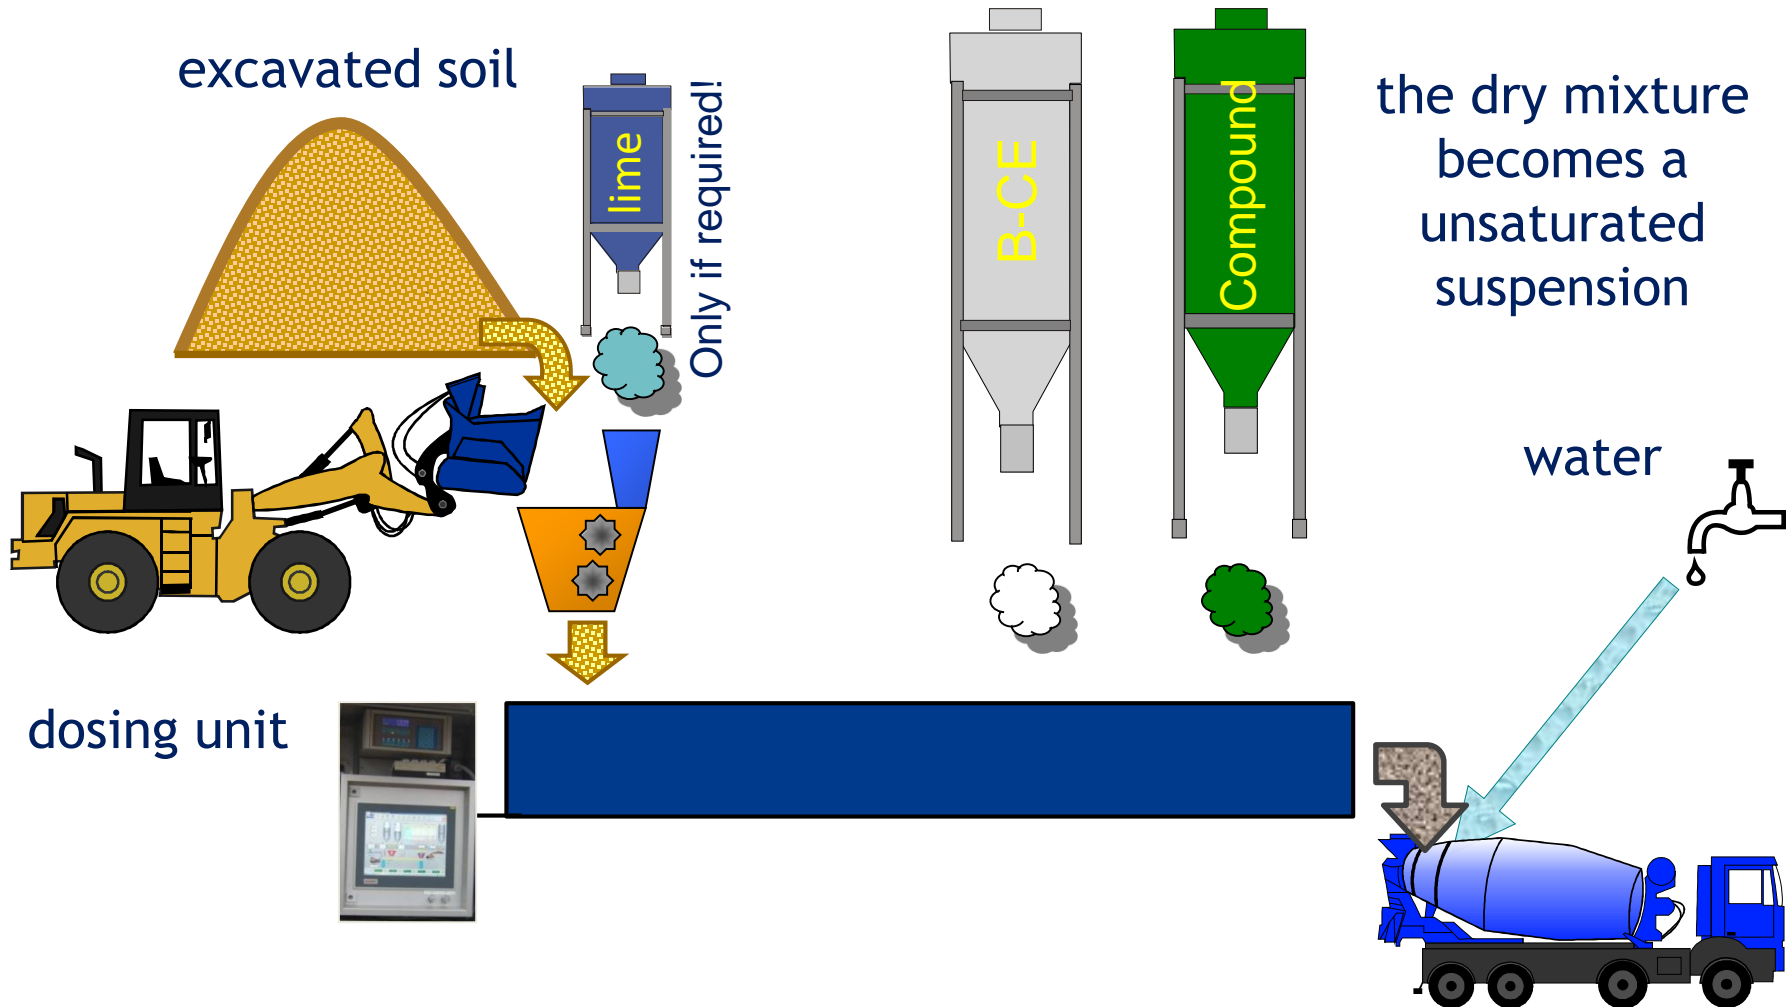 excavated soil
lime
Only if required!
B-CE
Compound
the dry mixture
becomes a
unsaturated
suspension
water
dosing unit